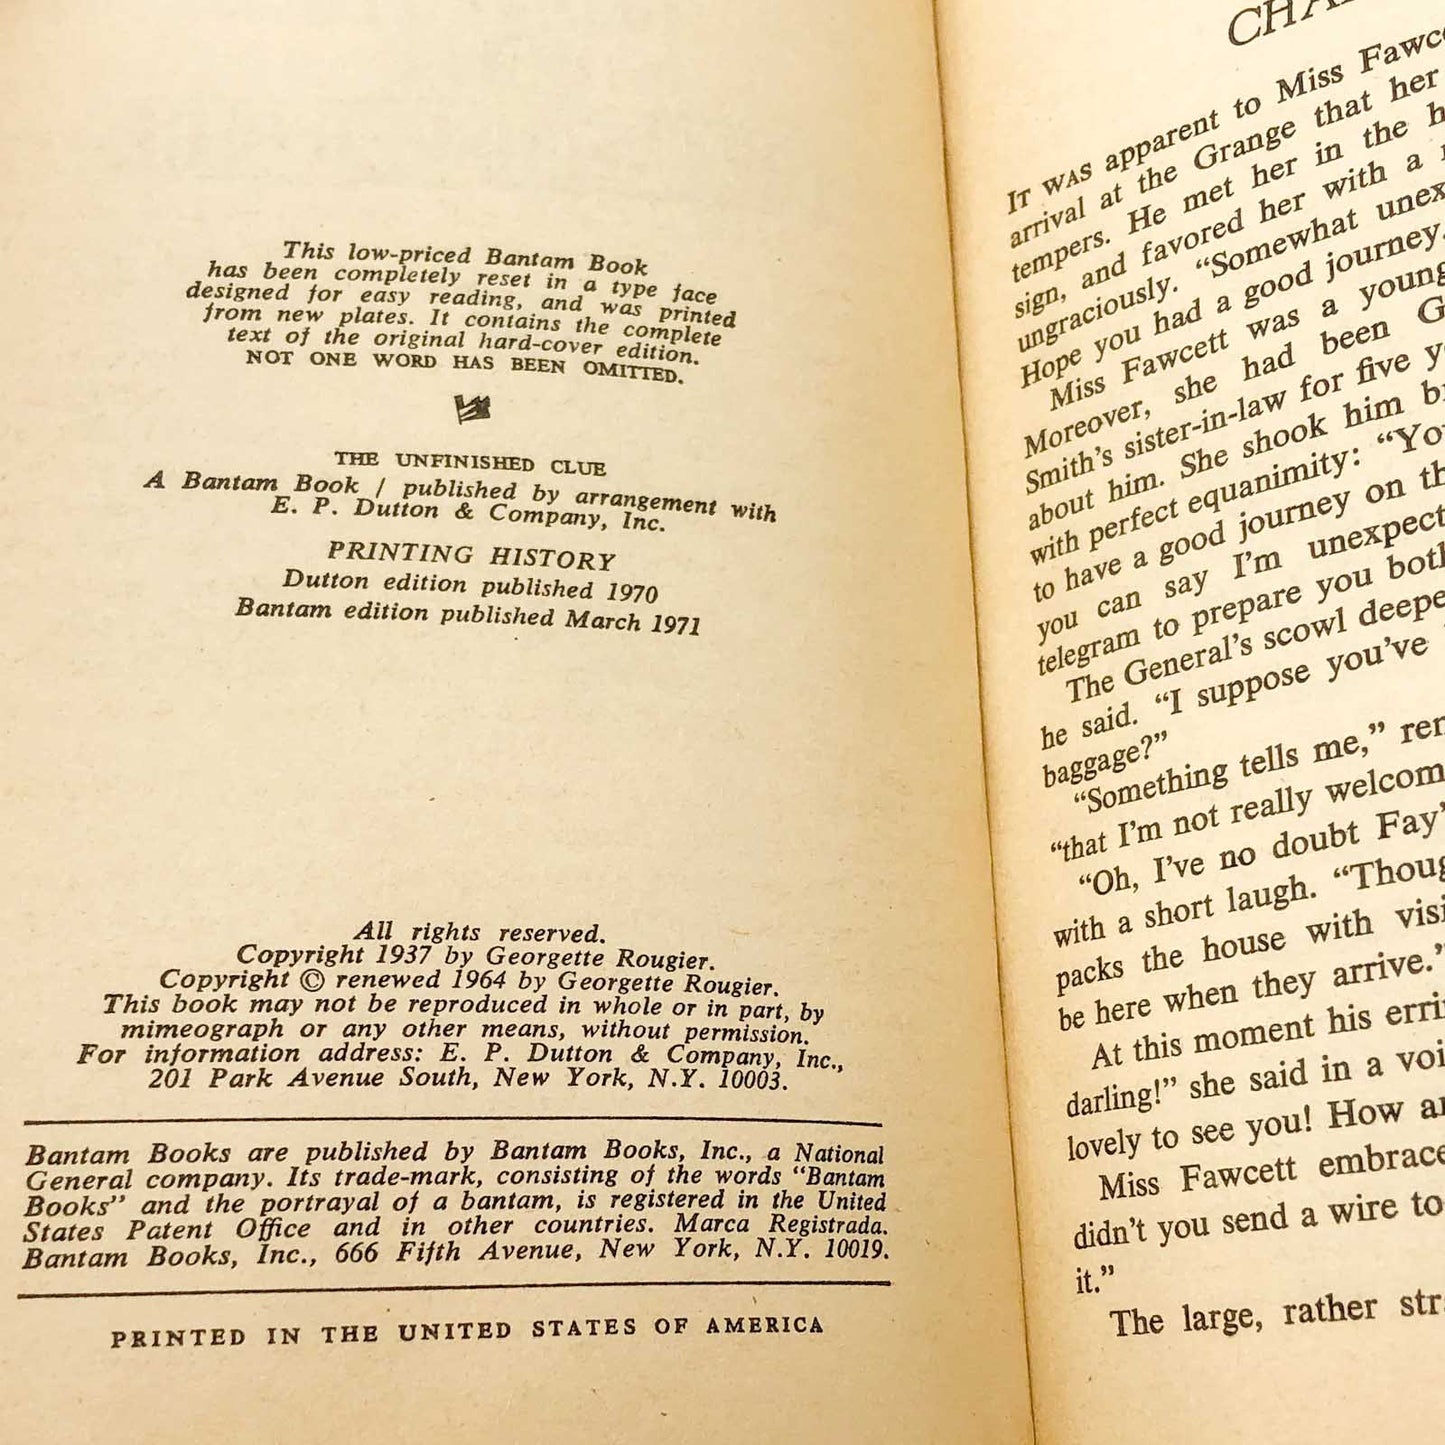 This low-priced Bantam Book
has been completely reset in a type face
designed for easy reading, and was printed
from new plates. It contains the complete
text of the original hard-cover edition.
NOT ONE WORD HAS BEEN OMITTED.
THE UNFINISHED CLUE
A Bantam Book / published by arrangement with
E. P. Dutton & Company, Inc.
PRINTING HISTORY
Dutton edition published 1970
Bantam edition published March 1971
All rights reserved.
Copyright 1937 by Georgette Rougier.
Copyright © renewed 1964 by Georgette Rougier.
This book may not be reproduced in whole or in part, by
mimeograph or any other means, without permission.
For information address: E. P. Dutton & Company, Inc.,
201 Park Avenue South, New York, N.Y. 10003.
Bantam Books are published by Bantam Books, Inc., a National
General company. Its trade-mark, consisting of the words "Bantam
Books" and the portrayal of a bantam, is registered in the United
States Patent Office and in other countries. Marca Registrada.
Bantam Books, Inc., 666 Fifth Avenue, New York, N.Y. 10019.
PRINTED IN THE UNITED STATES OF AMERICA
IT WAS apparent to Miss
arrival at the Grange that her
tempers. He met her in the
sign, and favored her with a
ungraciously. "Somewhat
Hope you had a good journey.
Miss Fawcett was a young
Moreover, she had been
Smith's sister-in-law for five
about him. She shook him
with perfect equanimity:
to have a good journey on
you can say I'm
telegram to prepare you
The General's scowl
he said. "I suppose you've
baggage?"
"Something tells me,"
"that I'm not really
"Oh, I've no doubt
with a short laugh.
packs the house with
be here when they arrive."
At this moment his
darling!" she said in a
lovely to see you! How
Miss Fawcett
didn't you send a wire to
it."
The large, rather